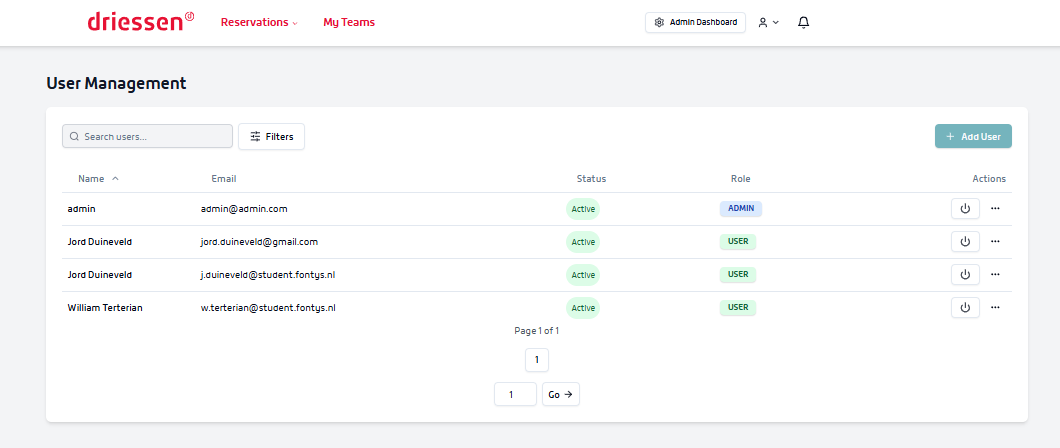 driessen d Reservations My Teams Admin Dashboard
User Management
Search users... Filters + Add User
Name Email Status Role Actions
admin admin@admin.com Active ADMIN ...
Jord Duineveld jord.duineveld@gmail.com Active USER ...
Jord Duineveld j.duineveld@student.fontys.nl Active USER ...
William Terterian w.terterian@student.fontys.nl Active USER ...
Page 1 of 1
1
1 Go →